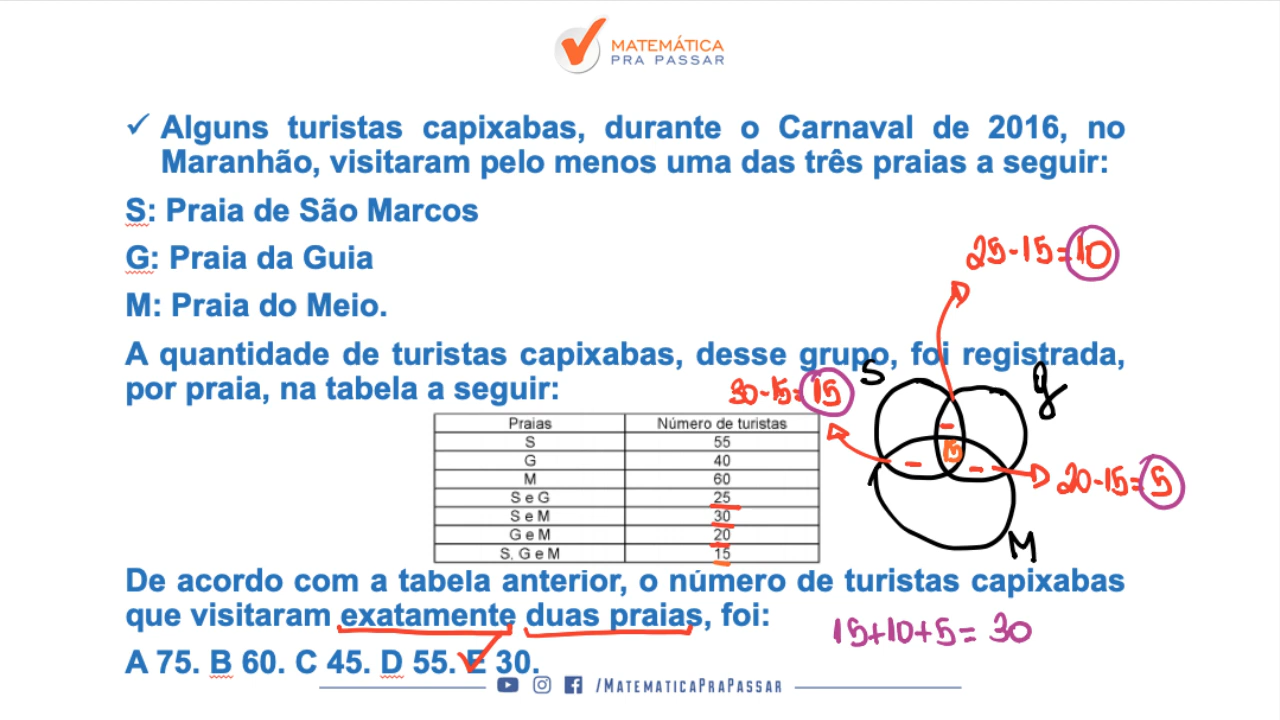 MATEMÁTICA
PRA PASSAR
✓ Alguns turistas capixabas, durante o Carnaval de 2016, no
Maranhão, visitaram pelo menos uma das três praias a seguir:
S: Praia de São Marcos
G: Praia da Guia
M: Praia do Meio.
25-15=10
A quantidade de turistas capixabas, desse grupo, foi registrada,
por praia, na tabela a seguir:
30-15=15
S
g
Praias Número de turistas
S 55
G 40
M 60
S e G 25
S e M 30
G e M 20
S, G e M 15
15
20-15=5
M
De acordo com a tabela anterior, o número de turistas capixabas
que visitaram exatamente duas praias, foi:
15+10+5=30
A 75. B 60. C 45. D 55. E 30.
/MatematicaPraPassar